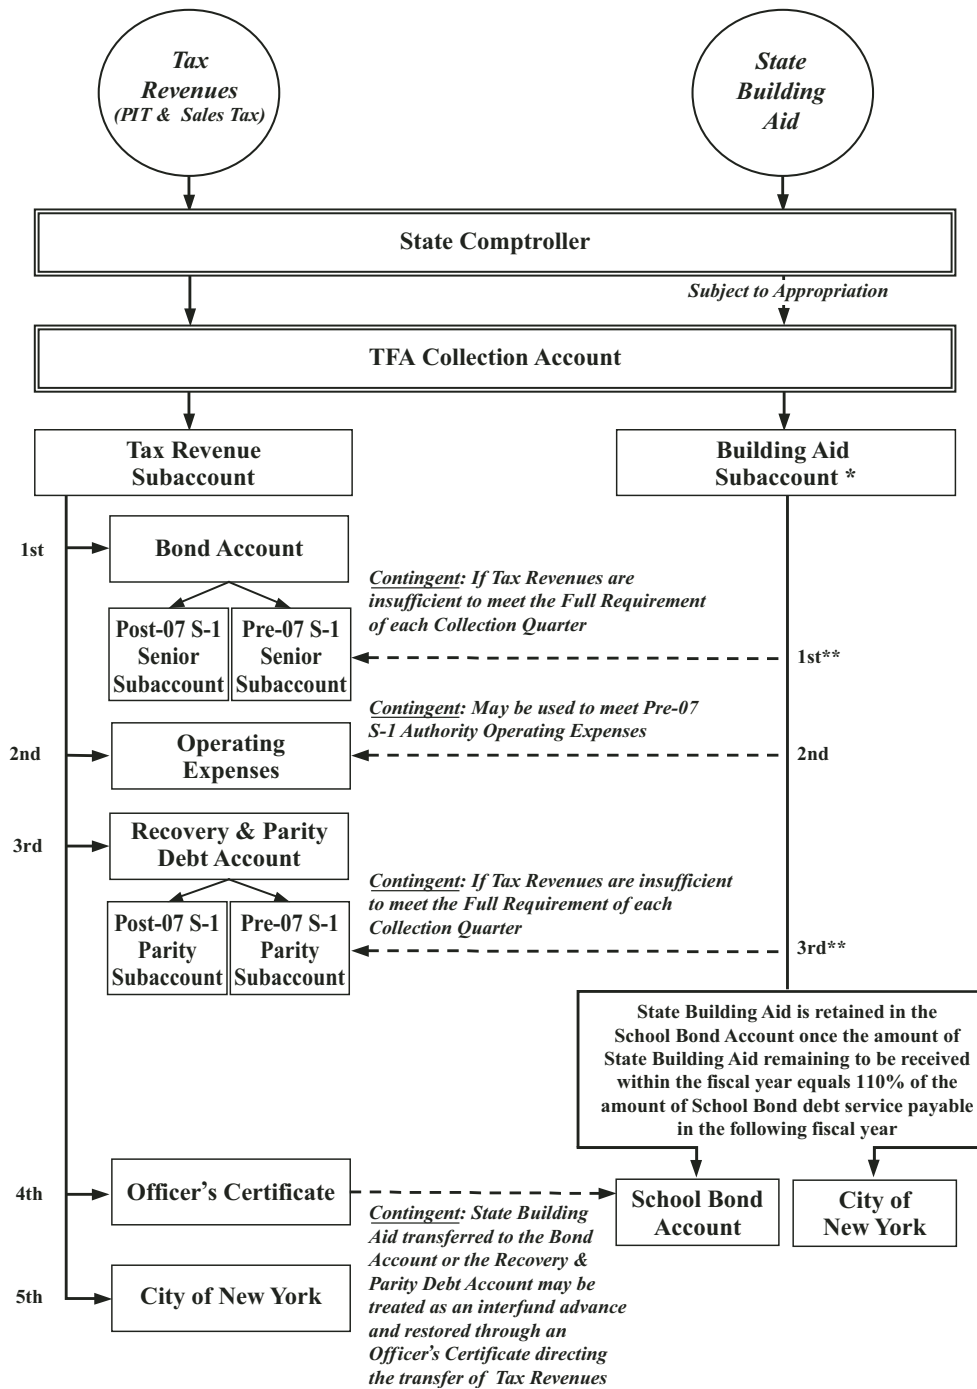 Tax
Revenues
(PIT & Sales Tax)
State
Building
Aid
State Comptroller
Subject to Appropriation
TFA Collection Account
Tax Revenue
Subaccount
Building Aid
Subaccount *
1st
Bond Account
Contingent: If Tax Revenues are
insufficient to meet the Full Requirement
of each Collection Quarter
Post-07 S-1
Senior
Subaccount
Pre-07 S-1
Senior
Subaccount
1st**
Contingent: May be used to meet Pre-07
S-1 Authority Operating Expenses
2nd
Operating
Expenses
2nd
3rd
Recovery & Parity
Debt Account
Contingent: If Tax Revenues are insufficient
to meet the Full Requirement of each
Collection Quarter
Post-07 S-1
Parity
Subaccount
Pre-07 S-1
Parity
Subaccount
3rd**
State Building Aid is retained in the
School Bond Account once the amount of
State Building Aid remaining to be received
within the fiscal year equals 110% of the
amount of School Bond debt service payable
in the following fiscal year
4th
Officer's Certificate
School Bond
Account
City of
New York
Contingent: State Building
Aid transferred to the Bond
Account or the Recovery &
Parity Debt Account may be
treated as an interfund advance
and restored through an
Officer's Certificate directing
the transfer of Tax Revenues
5th
City of New York